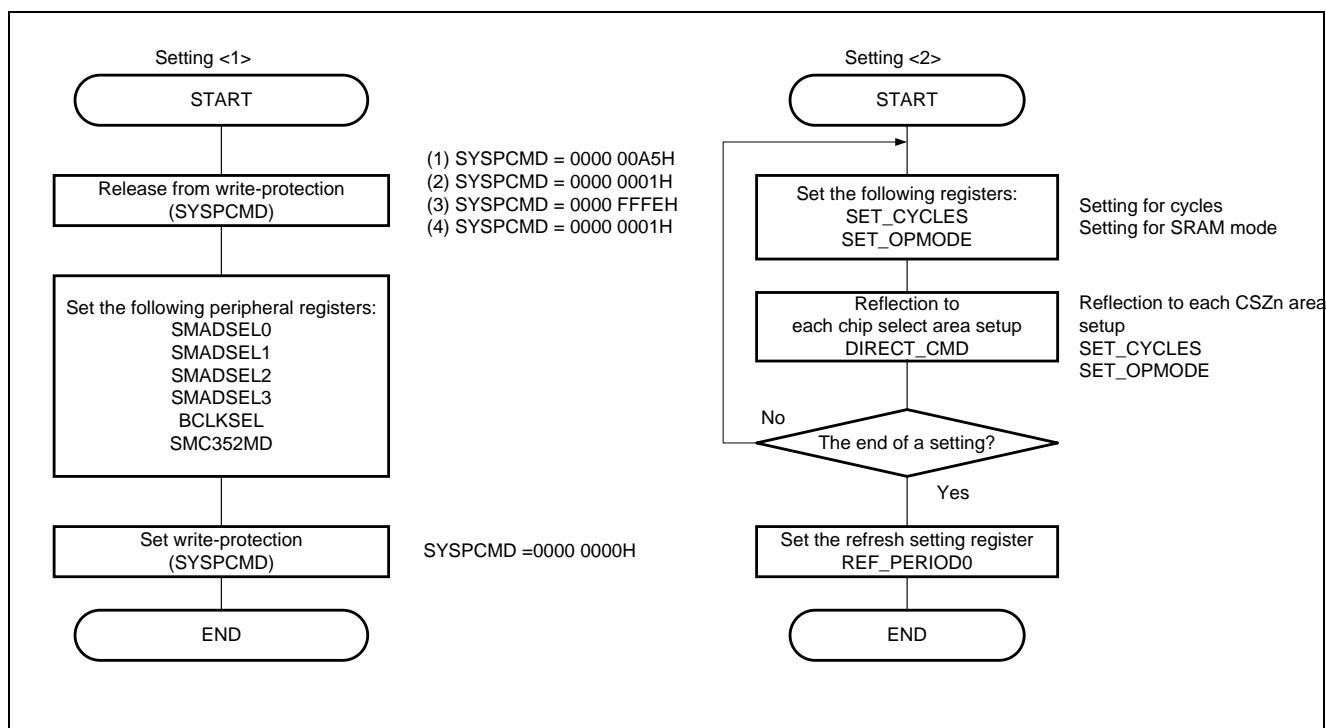 Setting <1>
START
Release from write-protection
(SYSPCMD)
(1) SYSPCMD = 0000 00A5H
(2) SYSPCMD = 0000 0001H
(3) SYSPCMD = 0000 FFFEH
(4) SYSPCMD = 0000 0001H
Set the following peripheral registers:
SMADSEL0
SMADSEL1
SMADSEL2
SMADSEL3
BCLKSEL
SMC352MD
Set write-protection
(SYSPCMD)
SYSPCMD =0000 0000H
END
Setting <2>
START
Set the following registers:
SET_CYCLES
SET_OPMODE
Setting for cycles
Setting for SRAM mode
Reflection to
each chip select area setup
DIRECT_CMD
Reflection to each CSZn area
setup
SET_CYCLES
SET_OPMODE
No
The end of a setting?
Yes
Set the refresh setting register
REF_PERIOD0
END